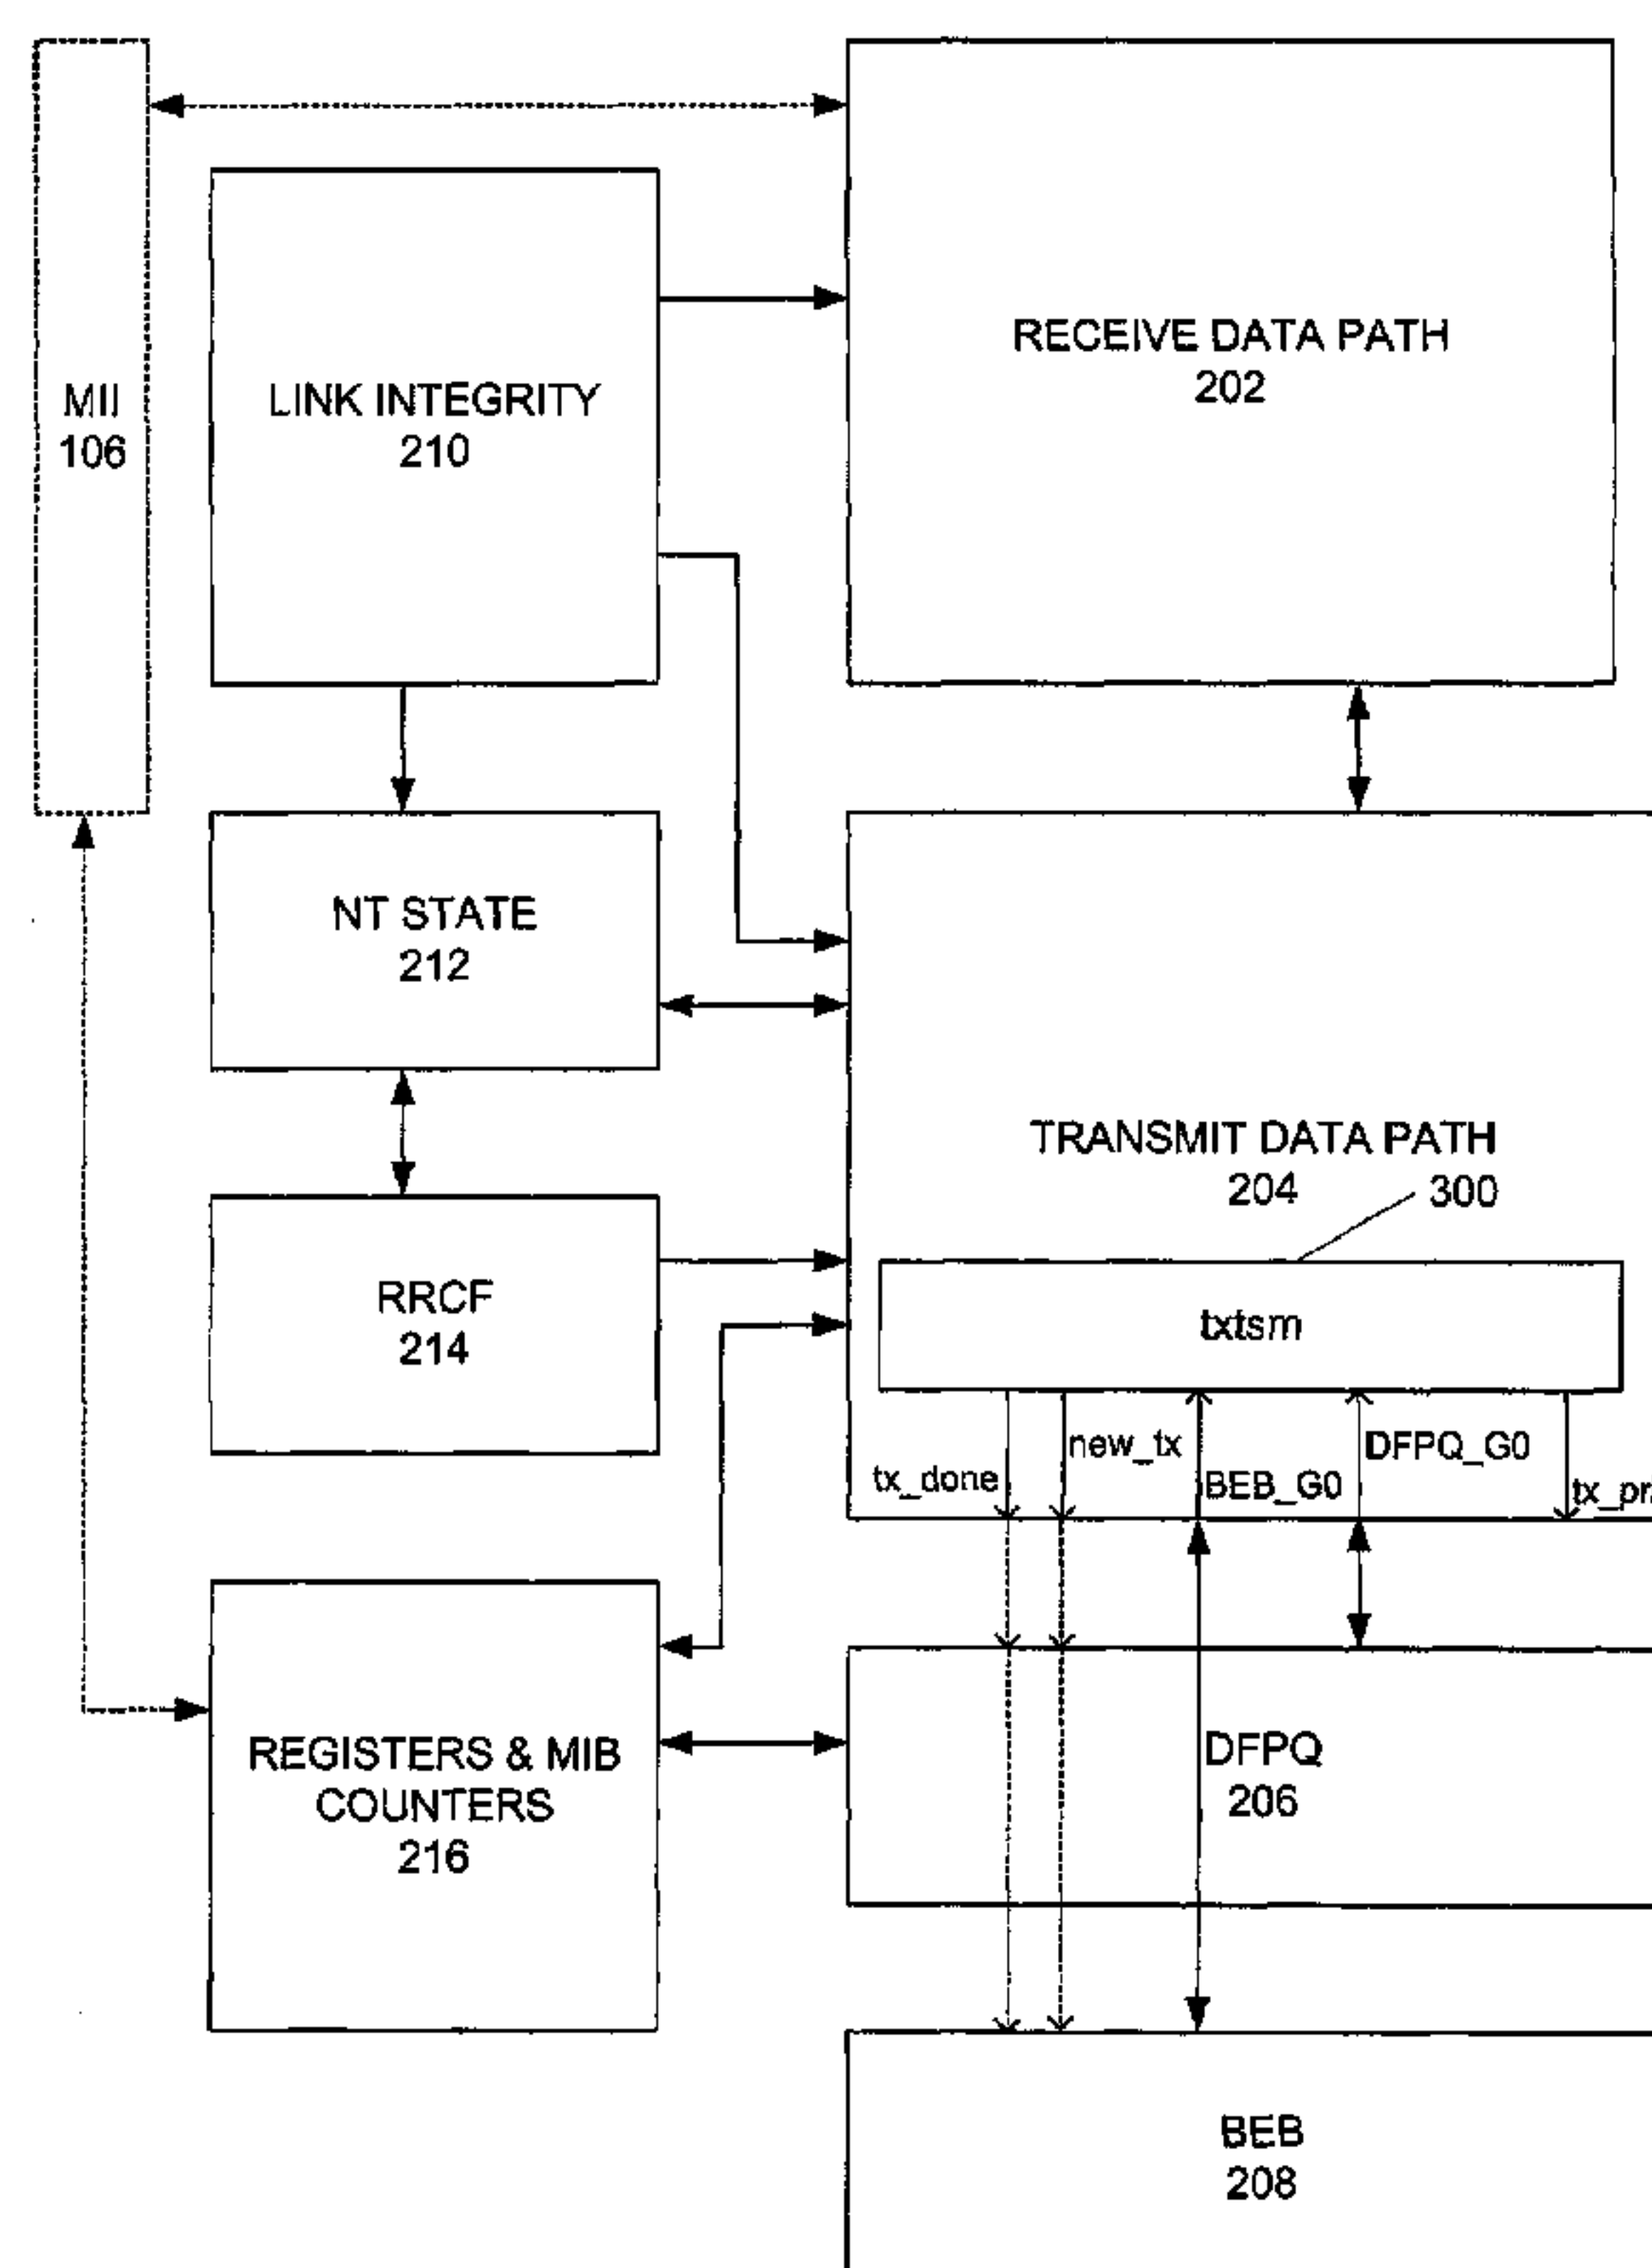 MII
106
LINK INTEGRITY
210
RECEIVE DATA PATH
202
NT STATE
212
TRANSMIT DATA PATH
204
300
RRCF
214
txtsm
tx_done
new_tx
BEB_G0
DFPQ_G0
REGISTERS & MIB
COUNTERS
216
DFPQ
206
BEB
208